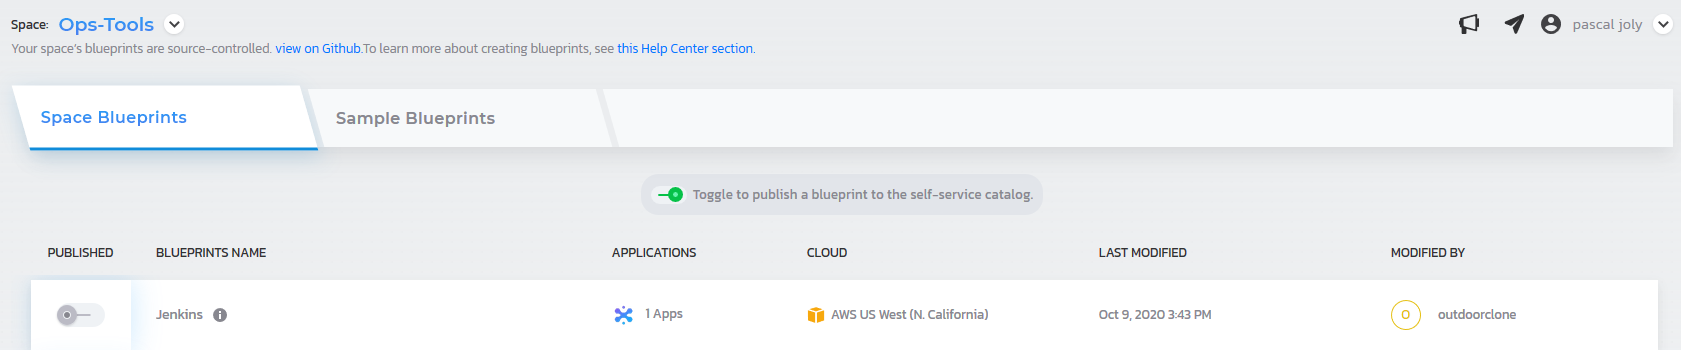 Space: Ops-Tools
pascal joly
Your space's blueprints are source-controlled. view on Github.To learn more about creating blueprints, see this Help Center section.
Space Blueprints
Sample Blueprints
Toggle to publish a blueprint to the self-service catalog.
PUBLISHED BLUEPRINTS NAME APPLICATIONS CLOUD LAST MODIFIED MODIFIED BY
Jenkins 1 Apps AWS US West (N. California) Oct 9, 2020 3:43 PM O outdoorclone